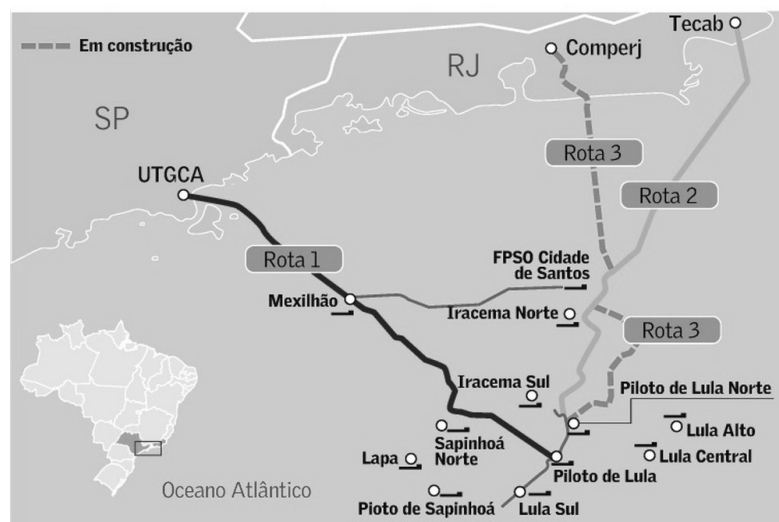 Tecab
Em construção
Comperj
RJ
SP
Rota 3
UTGCA
Rota 2
Rota 1
FPSO Cidade
de Santos
Mexilhão
Iracema Norte
Rota 3
Iracema Sul
Piloto de Lula Norte
Sapinhoá
Norte
Lula Alto
Lapa
Piloto de Lula
Lula Central
Oceano Atlântico
Pioto de Sapinhoá
Lula Sul